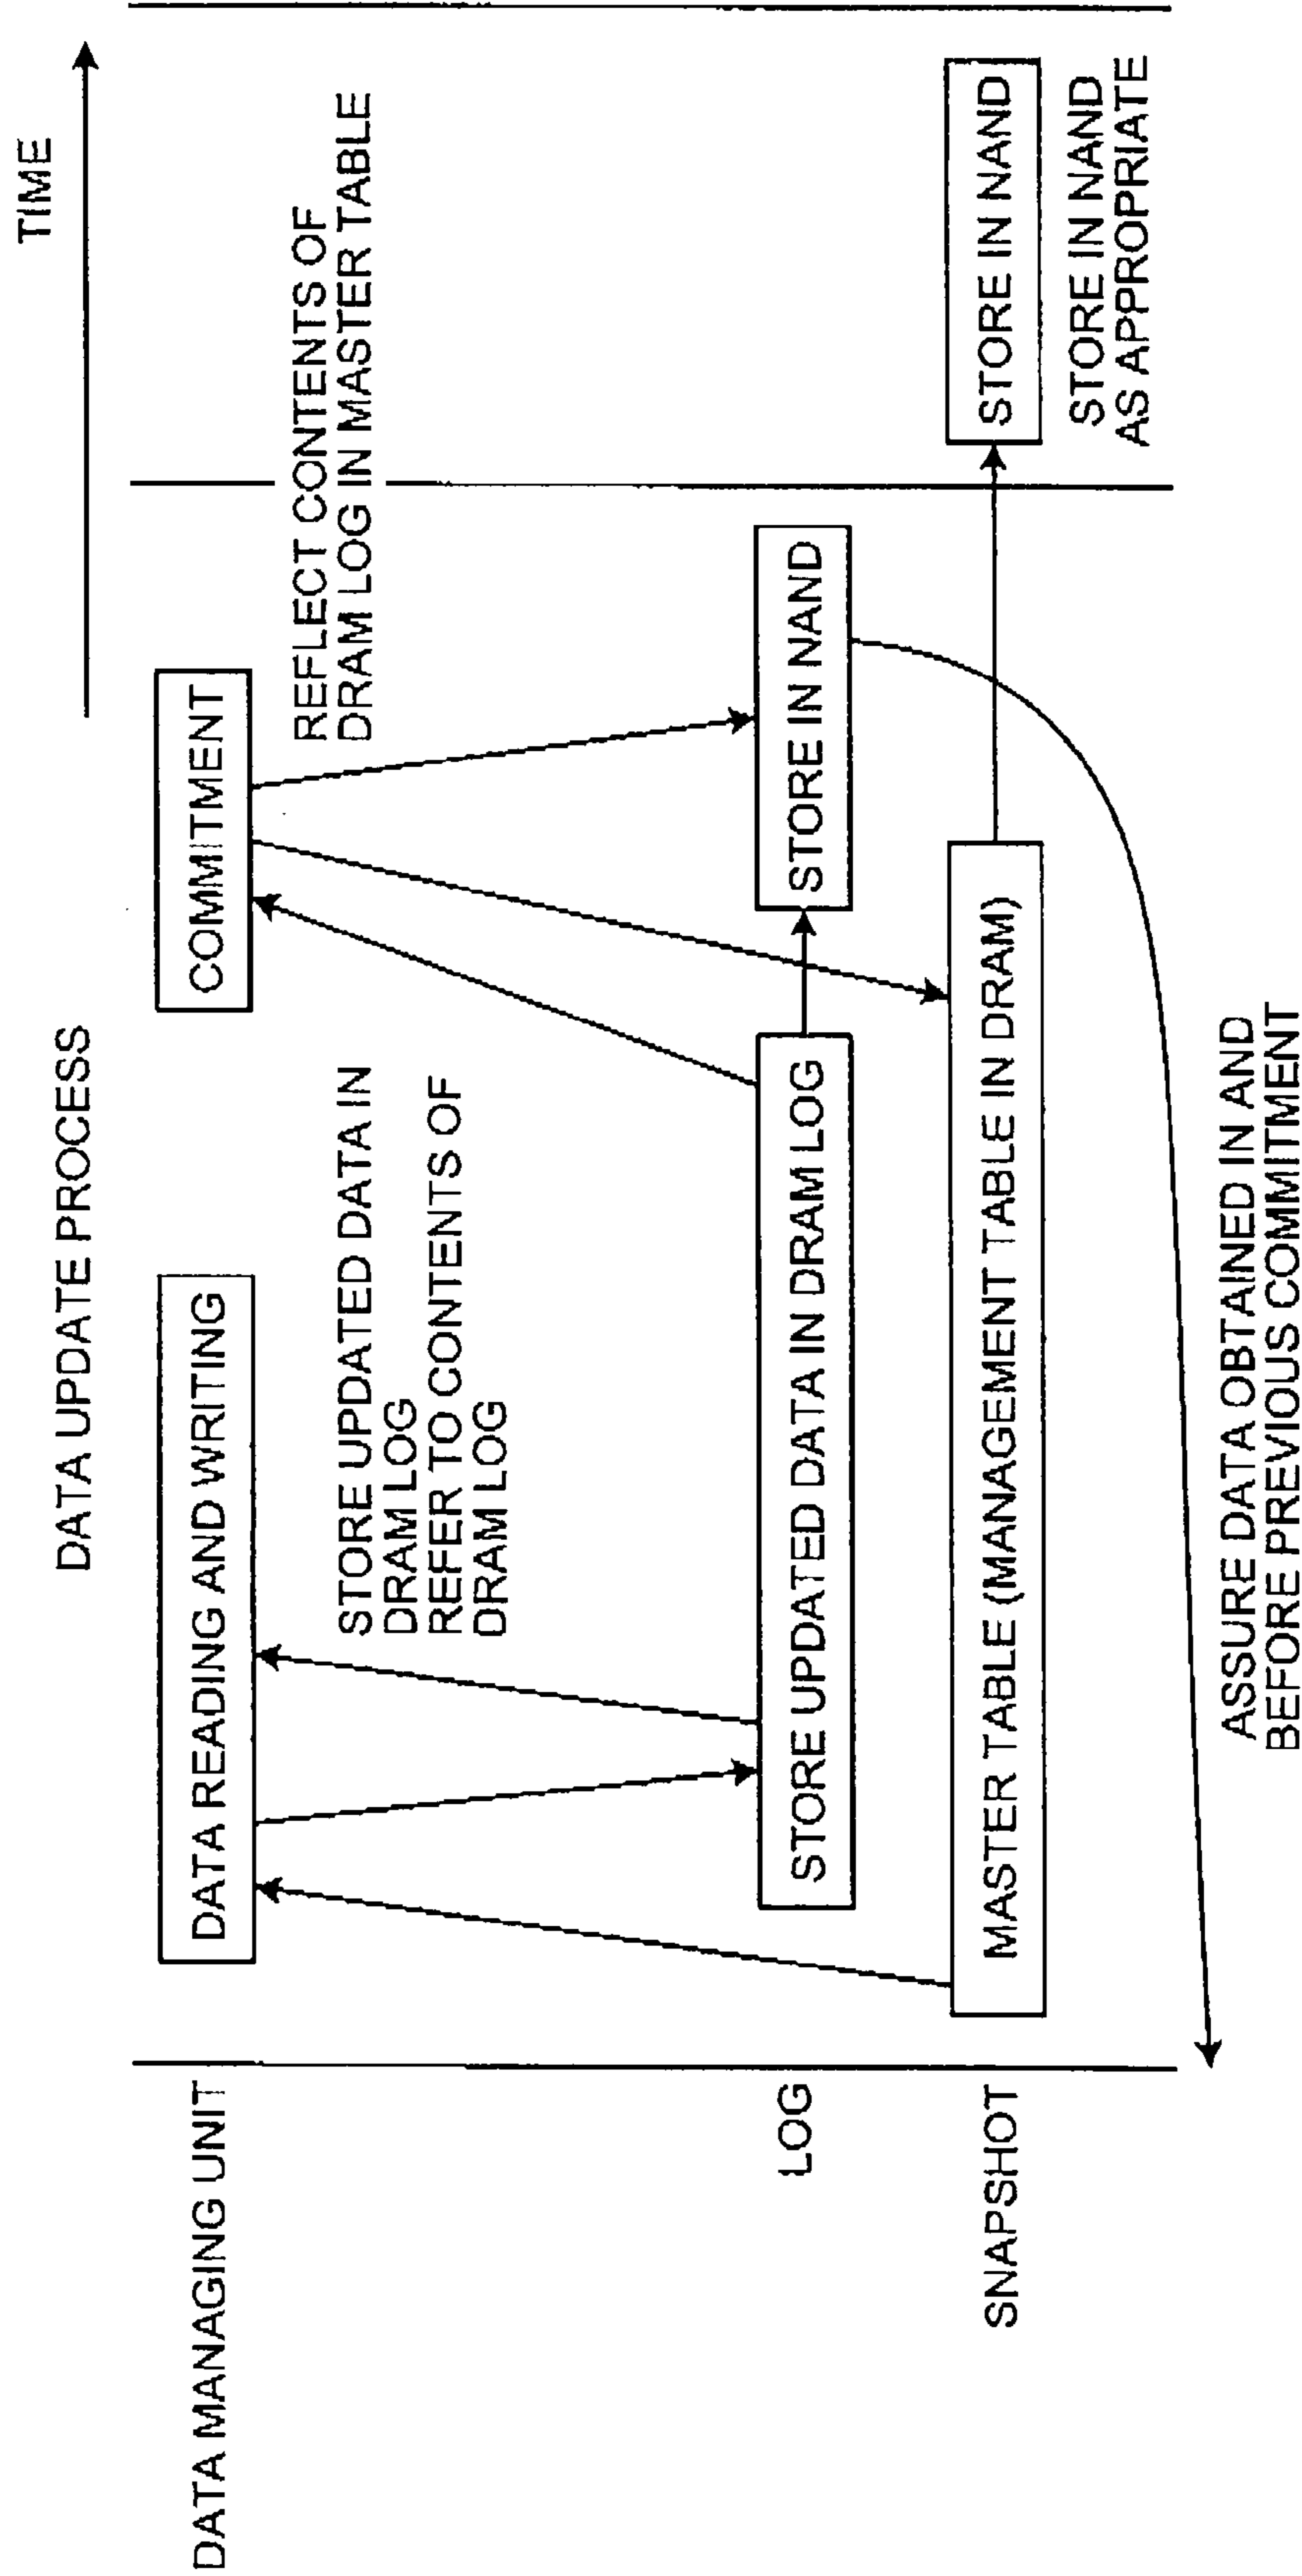 DATA UPDATE PROCESS
TIME
DATA MANAGING UNIT
DATA READING AND WRITING
COMMITMENT
STORE UPDATED DATA IN
DRAM LOG
REFER TO CONTENTS OF
DRAM LOG
REFLECT CONTENTS OF
DRAM LOG IN MASTER TABLE
LOG
STORE UPDATED DATA IN DRAM LOG
STORE IN NAND
SNAPSHOT
MASTER TABLE (MANAGEMENT TABLE IN DRAM)
STORE IN NAND
STORE IN NAND
AS APPROPRIATE
ASSURE DATA OBTAINED IN AND
BEFORE PREVIOUS COMMITMENT